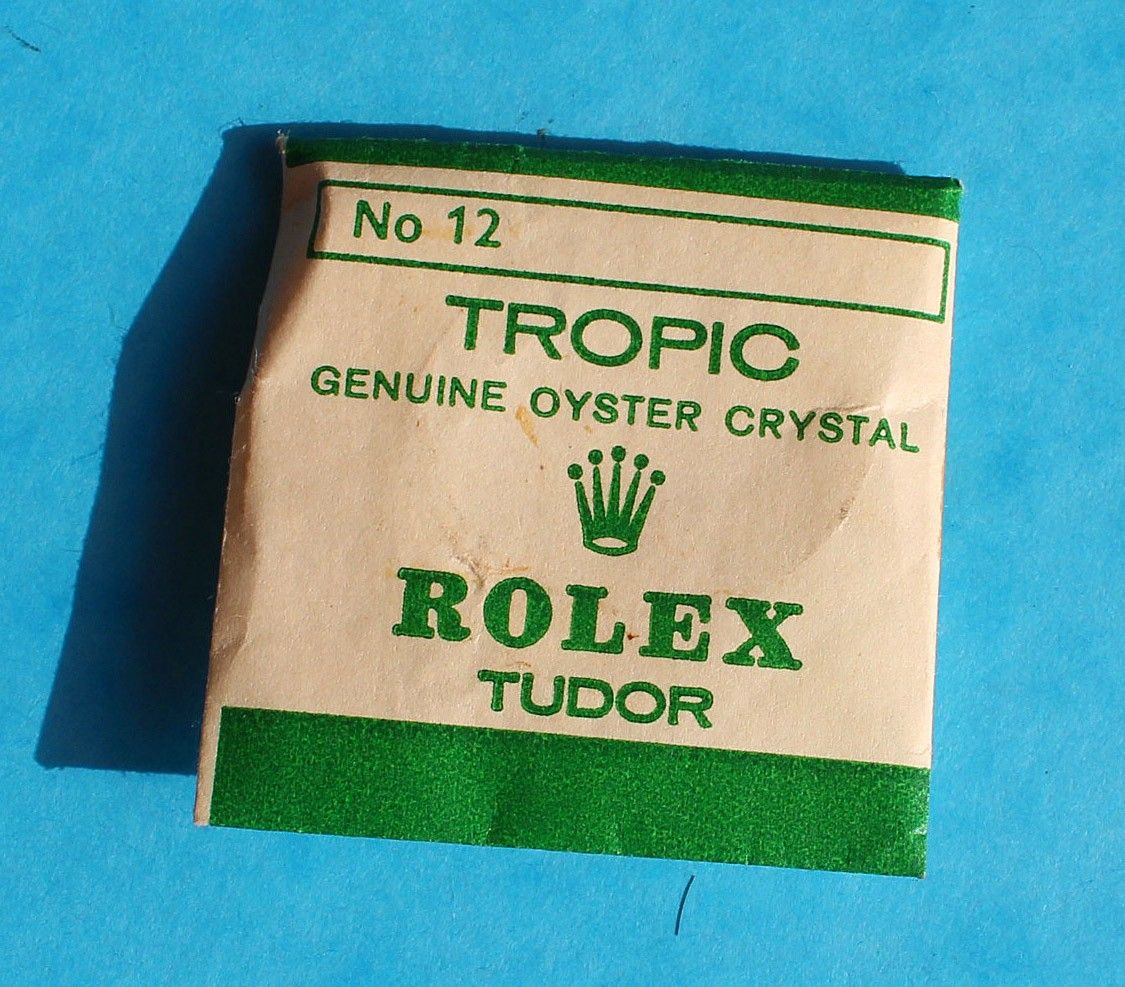 No 12
TROPIC
GENUINE OYSTER CRYSTAL
ROLEX
TUDOR